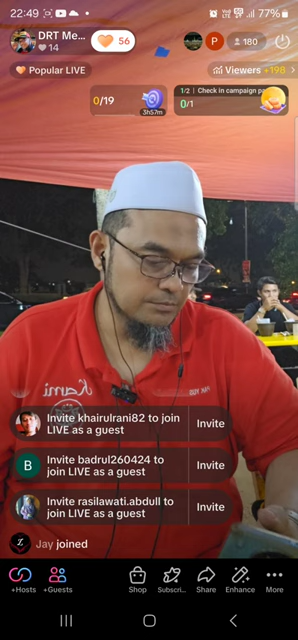 22:49
77%
DRT Me...
14
56
P
180
Popular LIVE
Viewers +198 >
0/19
3h57m
1/2 | Check in campaign pa
0/1
Kami
Invite khairulrani82 to join
LIVE as a guest
Invite
B
Invite badrul260424 to
join LIVE as a guest
Invite
Invite rasilawati.abdull to
join LIVE as a guest
Invite
Jay joined
+Hosts
+Guests
Shop
Subscri...
Share
Enhance
More